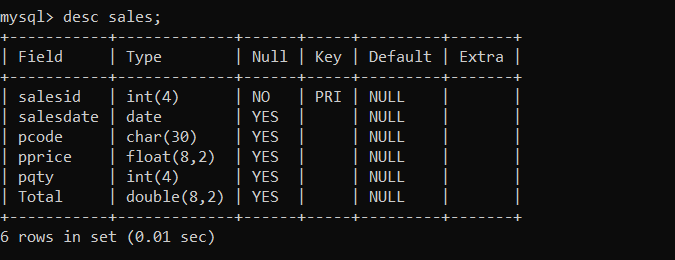 mysql> desc sales;
+-----------+-------------+------+-----+---------+-------+
| Field     | Type        | Null | Key | Default | Extra |
+-----------+-------------+------+-----+---------+-------+
| salesid   | int(4)      | NO   | PRI | NULL    |       |
| salesdate | date        | YES  |     | NULL    |       |
| pcode     | char(30)    | YES  |     | NULL    |       |
| pprice    | float(8,2)  | YES  |     | NULL    |       |
| pqty      | int(4)      | YES  |     | NULL    |       |
| Total     | double(8,2) | YES  |     | NULL    |       |
+-----------+-------------+------+-----+---------+-------+
6 rows in set (0.01 sec)